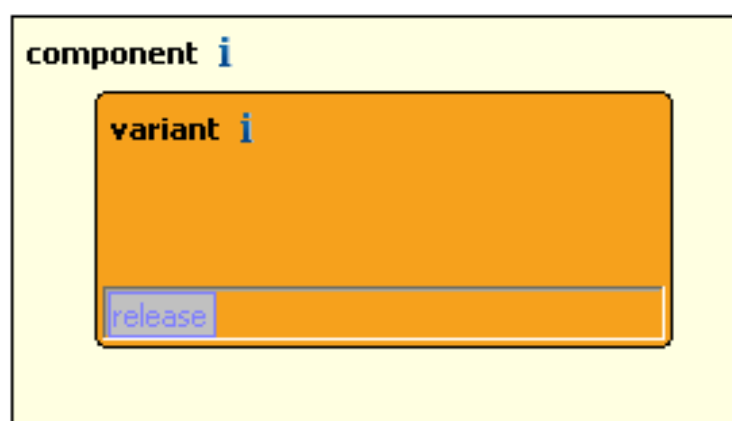 component i
variant i
release